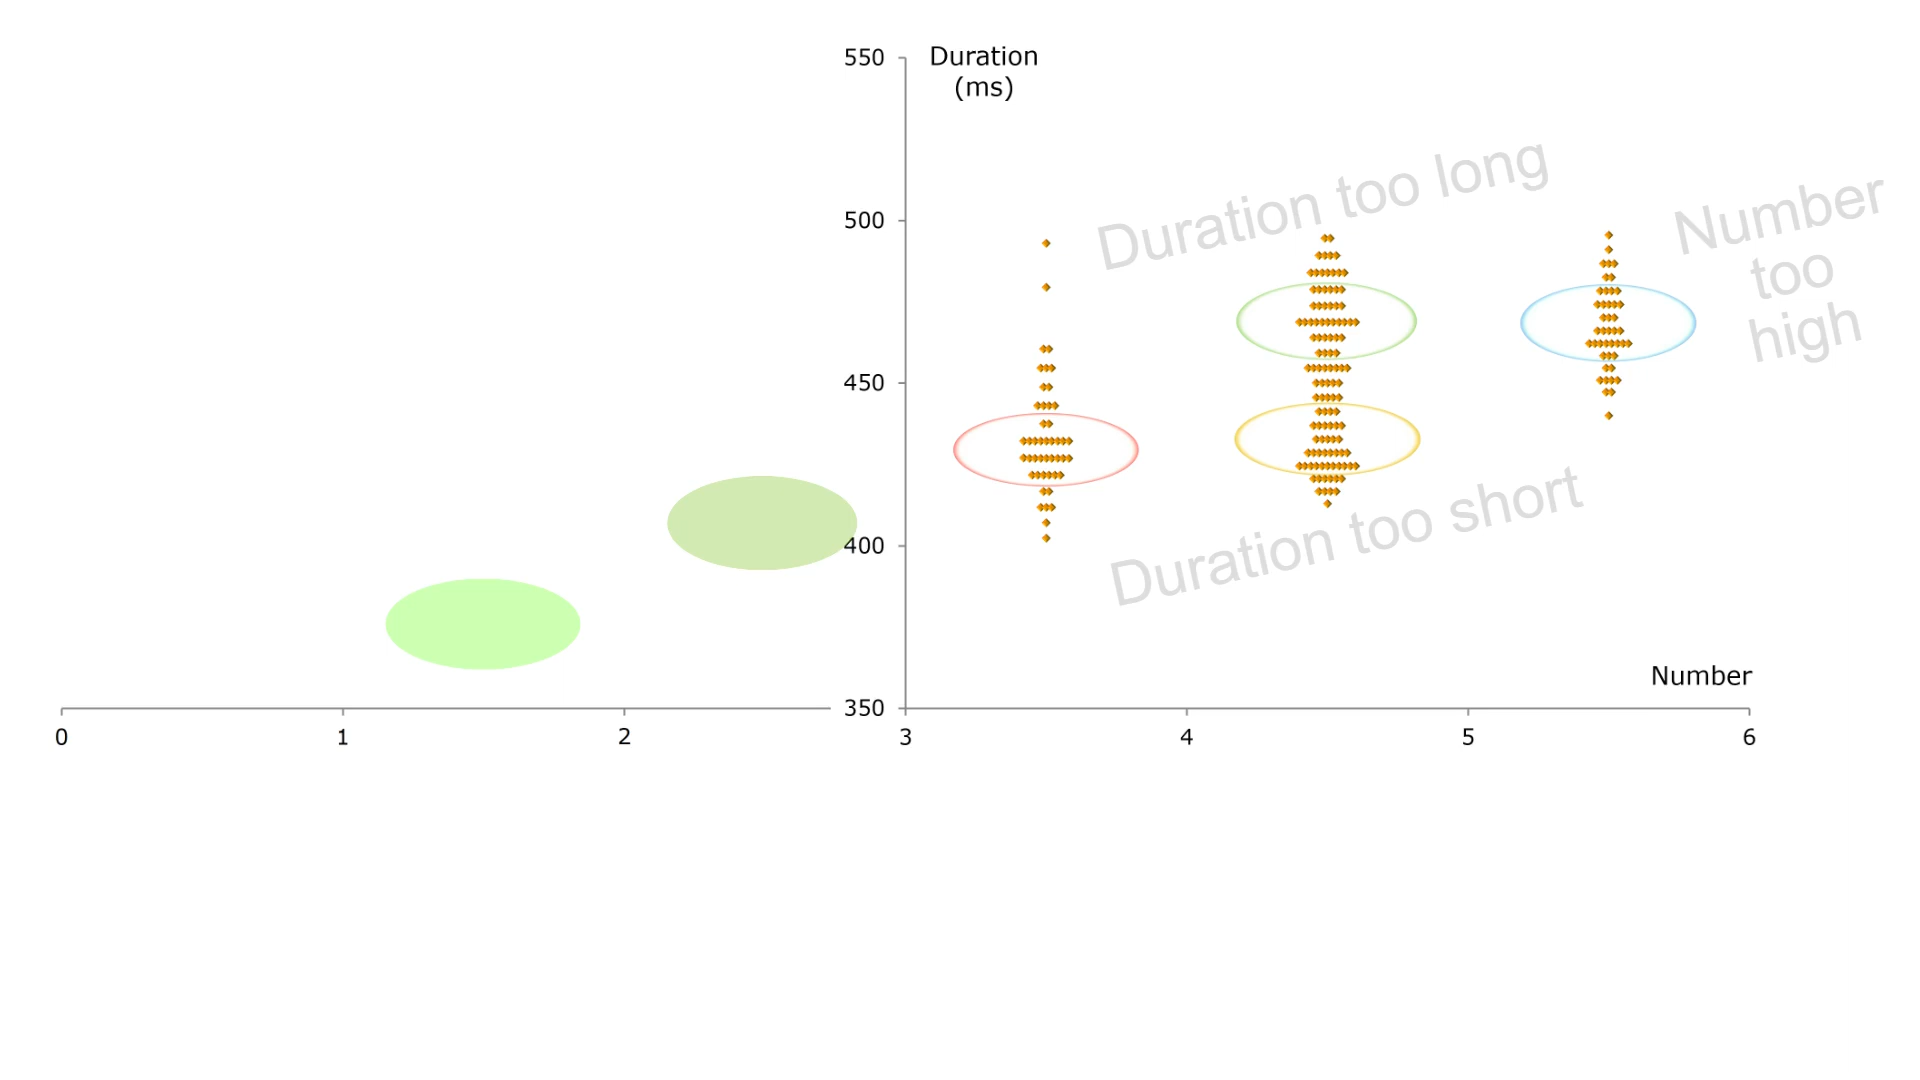 550
Duration
(ms)
Duration too long
Number
too
high
500
450
Duration too short
400
Number
350
0 1 2 3 4 5 6